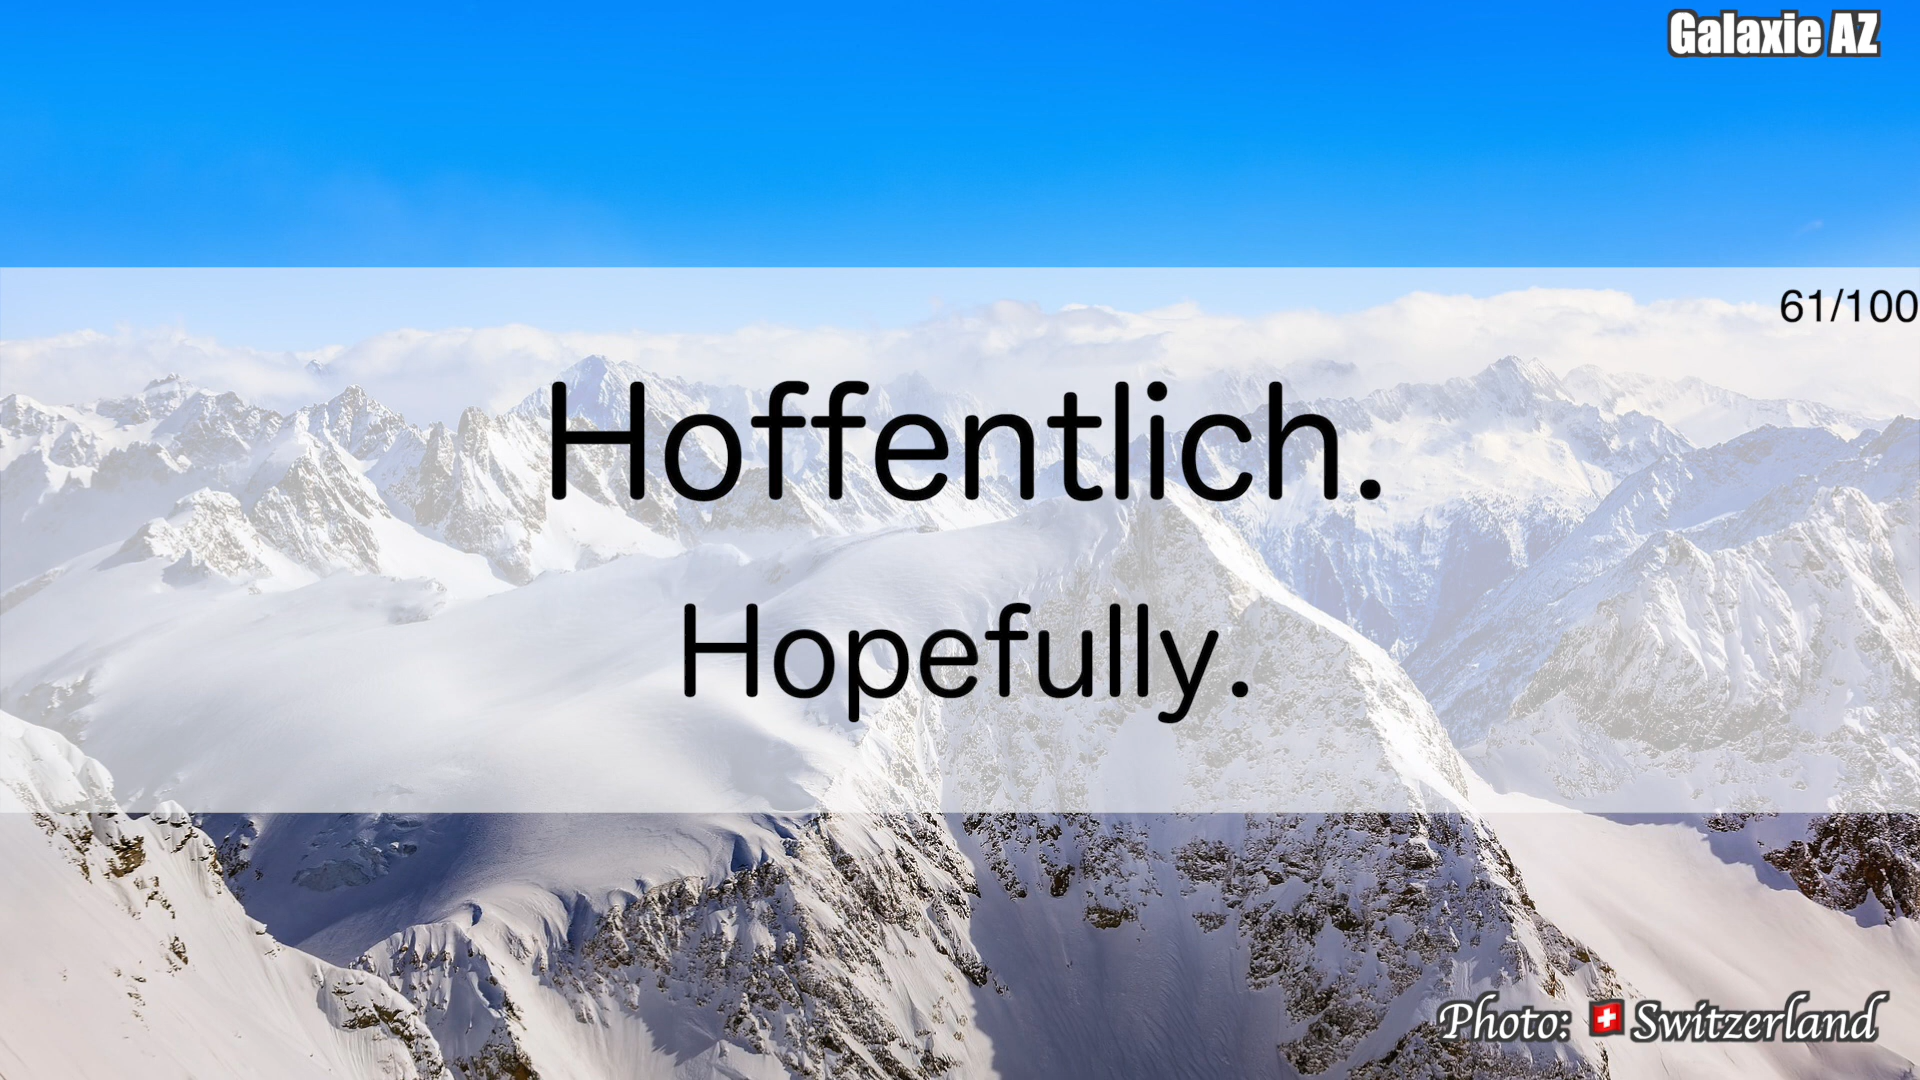 Galaxie AZ
61/100
Hoffentlich.
Hopefully.
Photo: 🇨🇭 Switzerland